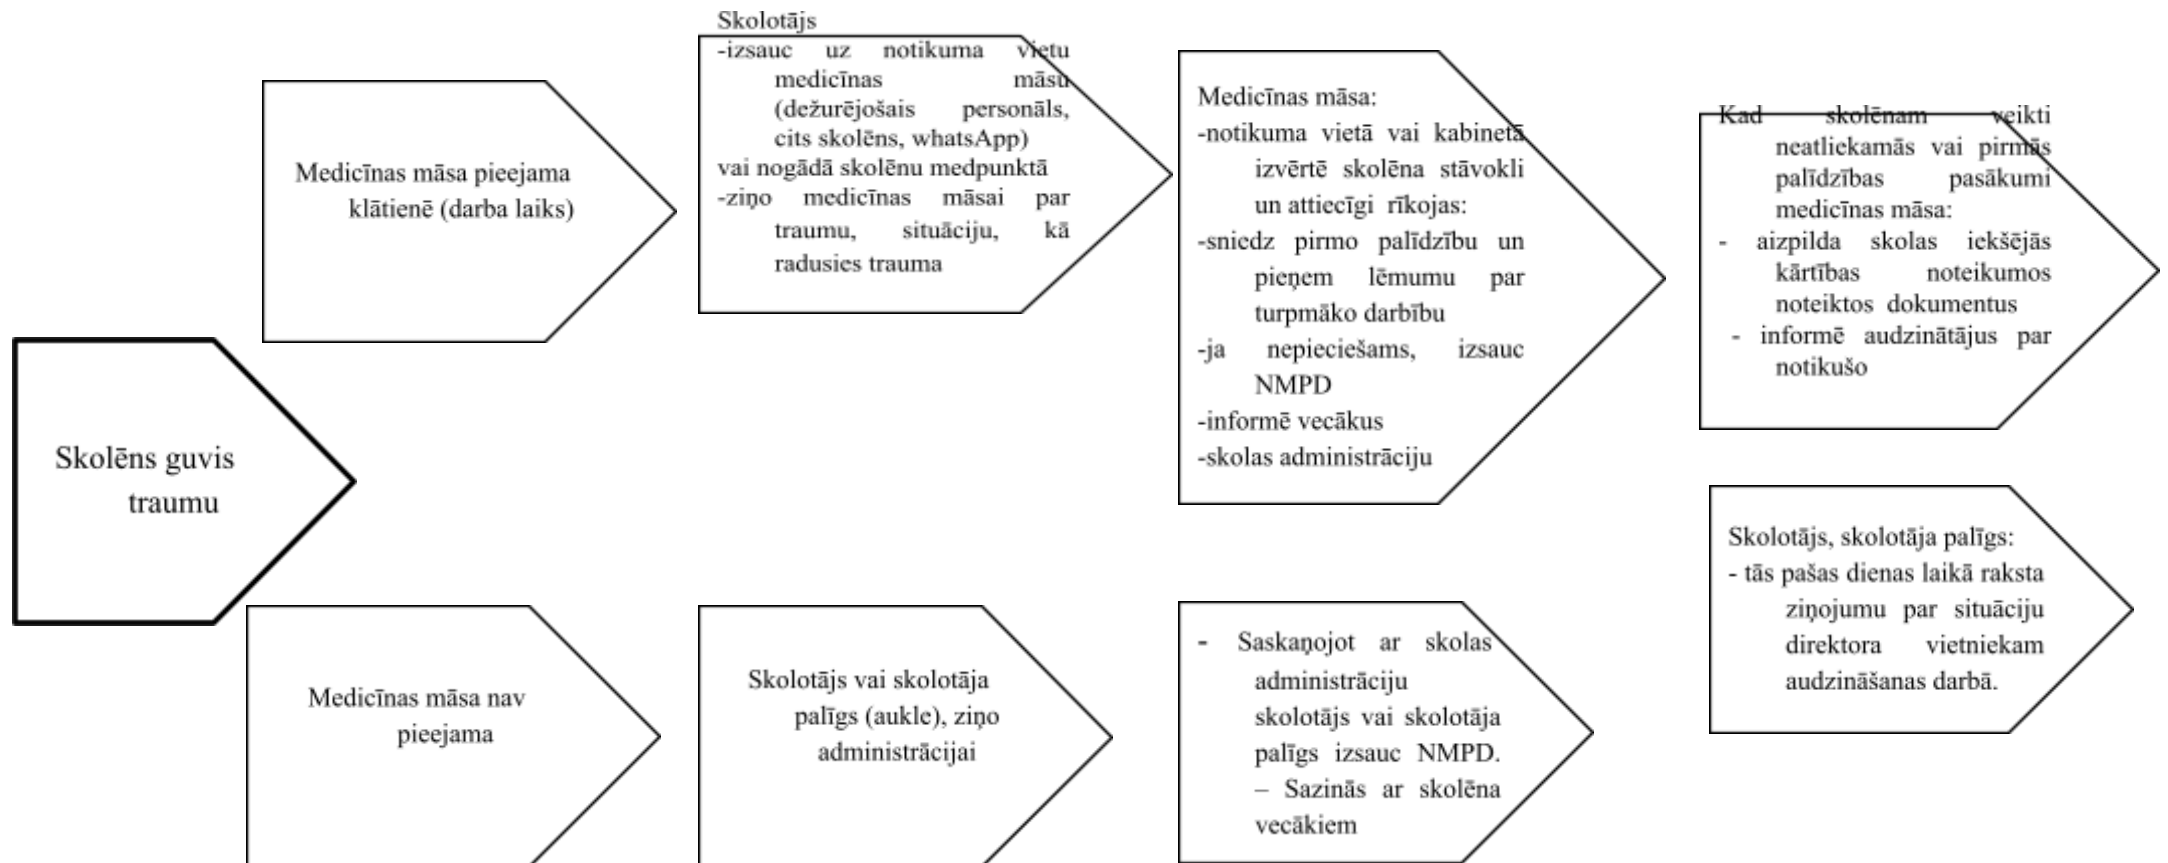 Skolēns guvis
traumu
Medicīnas māsa pieejama
klātienē (darba laiks)
Skolotājs
-izsauc uz notikuma vietu
medicīnas māsu
(dežurējošais personāls,
cits skolēns, whatsApp)
vai nogādā skolēnu medpunktā
-ziņo medicīnas māsai par
traumu, situāciju, kā
radusies trauma
Medicīnas māsa:
-notikuma vietā vai kabinetā
izvērtē skolēna stāvokli
un attiecīgi rīkojas:
-sniedz pirmo palīdzību un
pieņem lēmumu par
turpmāko darbību
-ja nepieciešams, izsauc
NMPD
-informē vecākus
-skolas administrāciju
Kad skolēnam veikti
neatliekamās vai pirmās
palīdzības pasākumi
medicīnas māsa:
- aizpilda skolas iekšējās
kārtības noteikumos
noteiktos dokumentus
- informē audzinātājus par
notikušo
Medicīnas māsa nav
pieejama
Skolotājs vai skolotāja
palīgs (aukle), ziņo
administrācijai
- Saskaņojot ar skolas
administrāciju
skolotājs vai skolotāja
palīgs izsauc NMPD.
– Sazinās ar skolēna
vecākiem
Skolotājs, skolotāja palīgs:
- tās pašas dienas laikā raksta
ziņojumu par situāciju
direktora vietniekam
audzināšanas darbā.